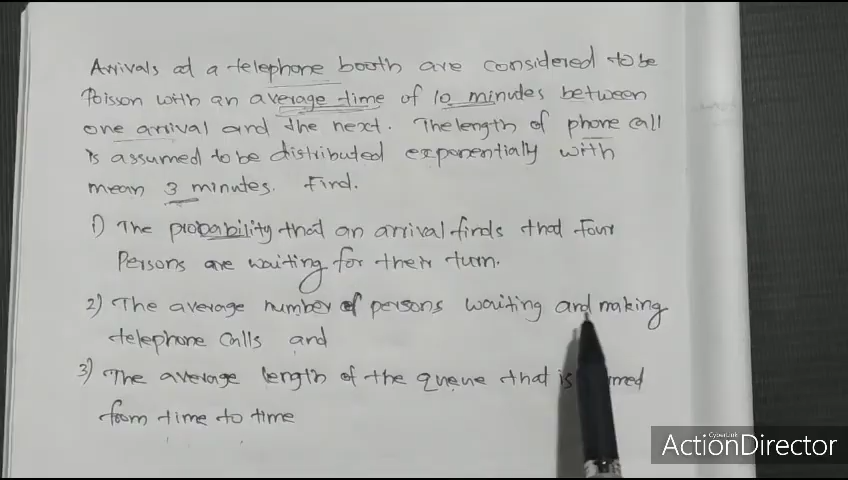 Arrivals at a telephone booth are considered to be
Poisson with an average time of 10 minutes between
one arrival and the next. The length of phone call
is assumed to be distributed exponentially with
mean 3 minutes. Find.
1) The probability that an arrival finds that Four
Persons are waiting for their turn.
2) The average number of persons waiting and making
telephone calls and
3) The average length of the queue that is
from time to time
CyberLink
ActionDirector